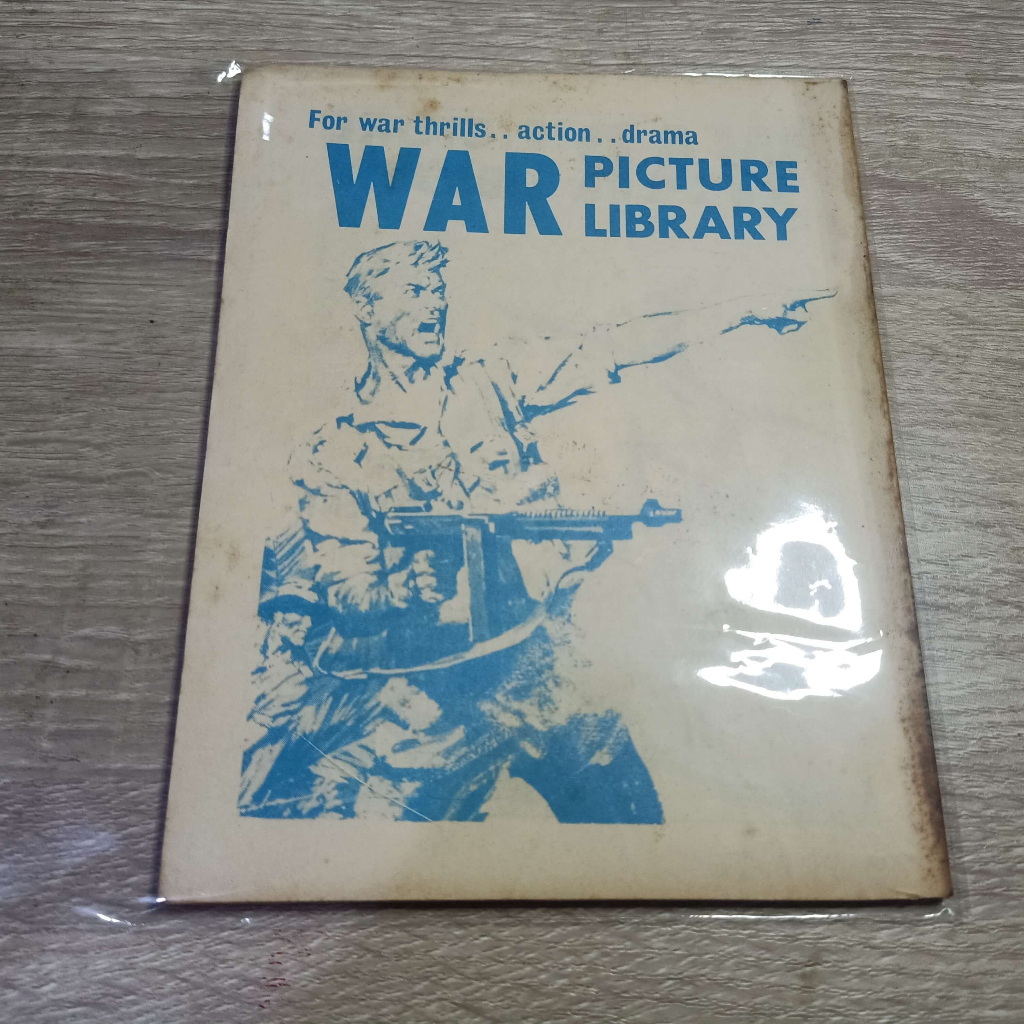 For war thrills.. action..drama
WAR PICTURE
LIBRARY